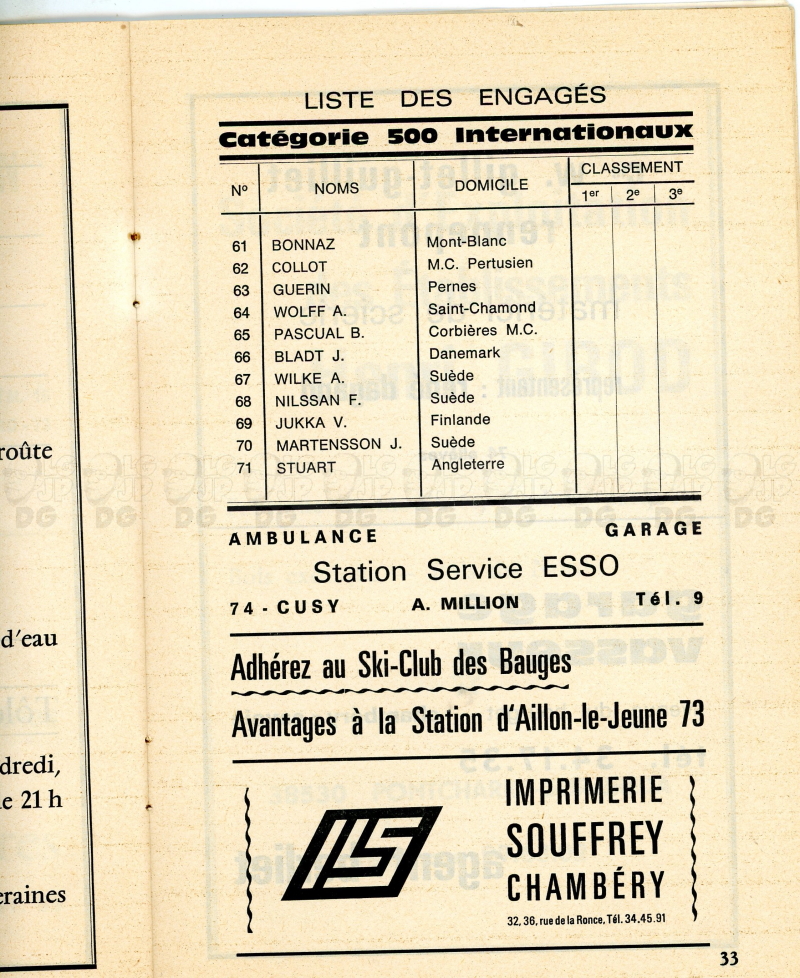 LISTE DES ENGAGÉS
Catégorie 500 Internationaux
Nº NOMS DOMICILE CLASSEMENT
1er 2e 3e
61 BONNAZ Mont-Blanc
62 COLLOT M.C. Pertusien
63 GUERIN Pernes
64 WOLFF A. Saint-Chamond
65 PASCUAL B. Corbières M.C.
66 BLADT J. Danemark
67 WILKE A. Suède
68 NILSSAN F. Suède
69 JUKKA V. Finlande
70 MARTENSSON J. Suède
71 STUART Angleterre
AMBULANCE GARAGE
Station Service ESSO
74 - CUSY A. MILLION Tél. 9
Adhérez au Ski-Club des Bauges
Avantages à la Station d'Aillon-le-Jeune 73
IS
IMPRIMERIE
SOUFFREY
CHAMBÉRY
32, 36, rue de la Ronce, Tél. 34.45.91
33
roûte
d'eau
dredi,
le 21 h
eraines